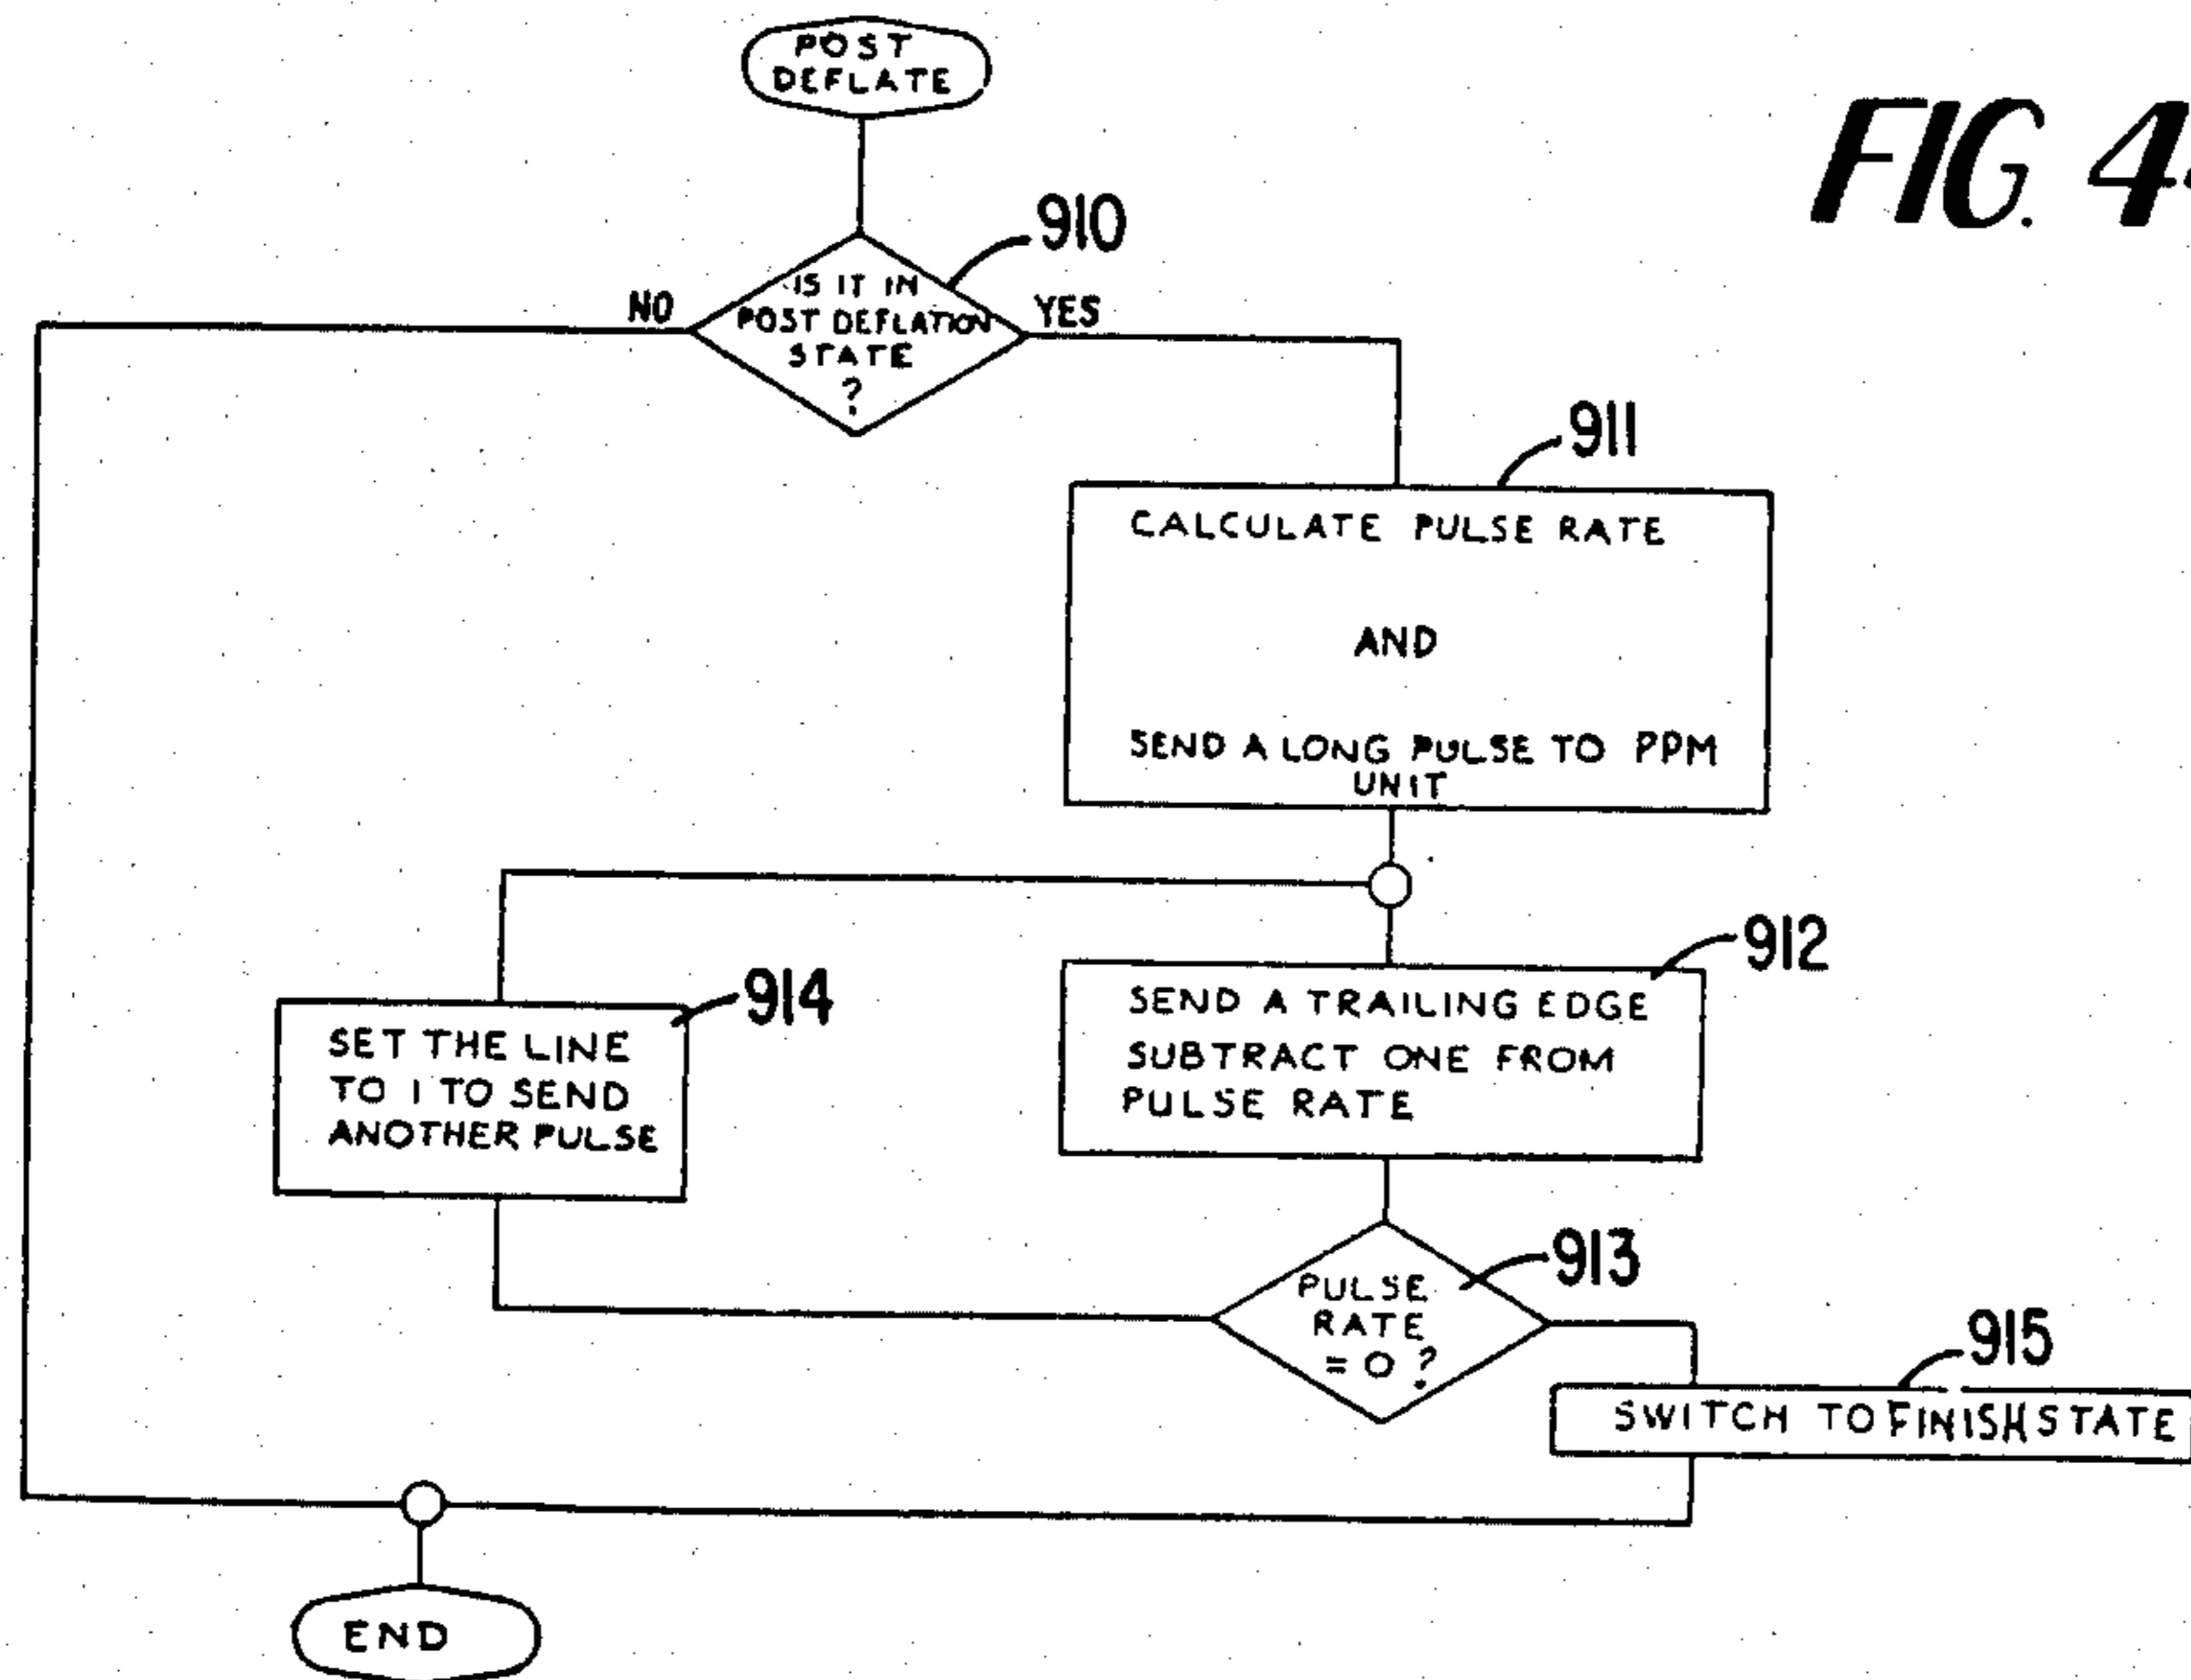 POST
DEFLATE
FIG. 4
910
IS IT IN
POST DEFLATION
STATE
?
NO
YES
911
CALCULATE PULSE RATE
AND
SEND A LONG PULSE TO PPM
UNIT
912
SEND A TRAILING EDGE
SUBTRACT ONE FROM
PULSE RATE
914
SET THE LINE
TO 1 TO SEND
ANOTHER PULSE
913
PULSE
RATE
= 0 ?
915
SWITCH TO FINISH STATE
END